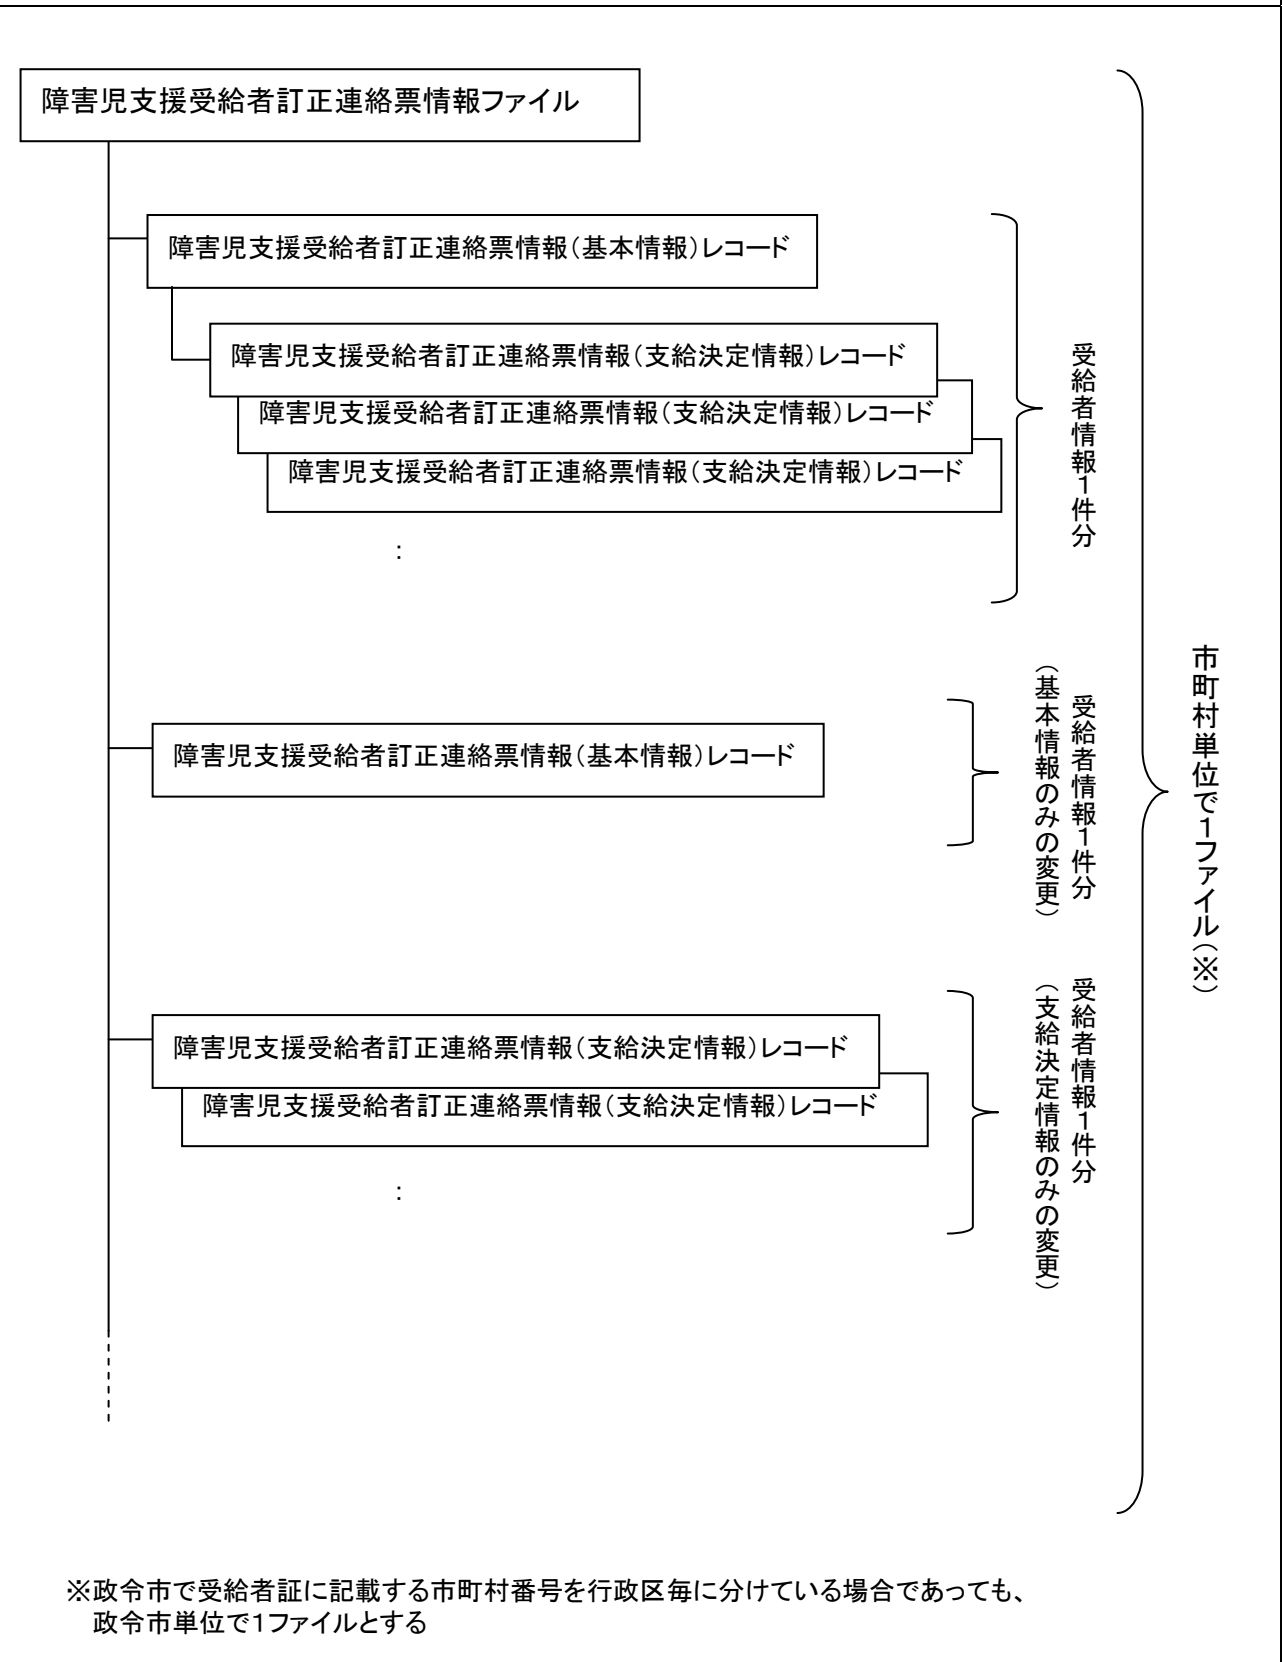 障害児支援受給者訂正連絡票情報ファイル
障害児支援受給者訂正連絡票情報（基本情報）レコード
障害児支援受給者訂正連絡票情報（支給決定情報）レコード
障害児支援受給者訂正連絡票情報（支給決定情報）レコード
障害児支援受給者訂正連絡票情報（支給決定情報）レコード
：
受給者情報１件分
障害児支援受給者訂正連絡票情報（基本情報）レコード
受給者情報１件分
（基本情報のみの変更）
障害児支援受給者訂正連絡票情報（支給決定情報）レコード
障害児支援受給者訂正連絡票情報（支給決定情報）レコード
：
受給者情報１件分
（支給決定情報のみの変更）
市町村単位で１ファイル（※）
※政令市で受給者証に記載する市町村番号を行政区毎に分けている場合であっても、
政令市単位で１ファイルとする